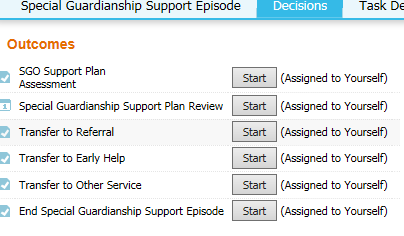 Special Guardianship Support Episode Decisions Task De
Outcomes
SGO Support Plan
Assessment Start (Assigned to Yourself)
Special Guardianship Support Plan Review Start (Assigned to Yourself)
Transfer to Referral Start (Assigned to Yourself)
Transfer to Early Help Start (Assigned to Yourself)
Transfer to Other Service Start (Assigned to Yourself)
End Special Guardianship Support Episode Start (Assigned to Yourself)